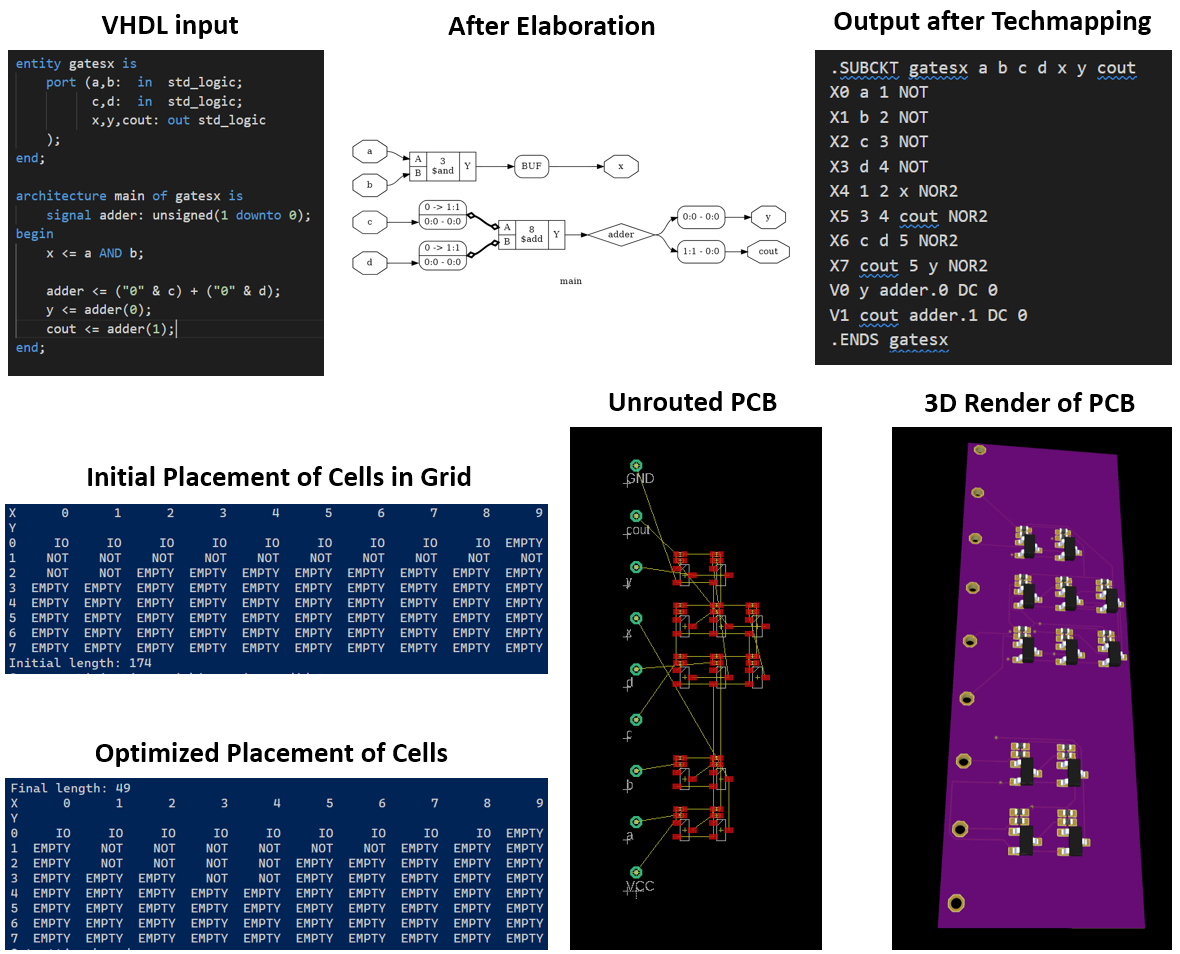 VHDL input
entity gatesx is
port (a,b: in std_logic;
c,d: in std_logic;
x,y,cout: out std_logic
);
end;
architecture main of gatesx is
signal adder: unsigned(1 downto 0);
begin
x <= a AND b;
adder <= ("0" & c) + ("0" & d);
y <= adder(0);
cout <= adder(1);
end;
After Elaboration
a
b
A
B
3
$and
Y
BUF
x
c
d
0 -> 1:1
0:0 - 0:0
0 -> 1:1
0:0 - 0:0
A
B
8
$add
Y
adder
0:0 - 0:0
1:1 - 0:0
y
cout
main
Output after Techmapping
.SUBCKT gatesx a b c d x y cout
X0 a 1 NOT
X1 b 2 NOT
X2 c 3 NOT
X3 d 4 NOT
X4 1 2 x NOR2
X5 3 4 cout NOR2
X6 c d 5 NOR2
X7 cout 5 y NOR2
V0 y adder.0 DC 0
V1 cout adder.1 DC 0
.ENDS gatesx
Initial Placement of Cells in Grid
X 0 1 2 3 4 5 6 7 8 9
Y
0 IO IO IO IO IO IO IO IO IO EMPTY
1 NOT NOT NOT NOT NOT NOT NOT NOT NOT NOT
2 NOT NOT EMPTY EMPTY EMPTY EMPTY EMPTY EMPTY EMPTY EMPTY
3 EMPTY EMPTY EMPTY EMPTY EMPTY EMPTY EMPTY EMPTY EMPTY EMPTY
4 EMPTY EMPTY EMPTY EMPTY EMPTY EMPTY EMPTY EMPTY EMPTY EMPTY
5 EMPTY EMPTY EMPTY EMPTY EMPTY EMPTY EMPTY EMPTY EMPTY EMPTY
6 EMPTY EMPTY EMPTY EMPTY EMPTY EMPTY EMPTY EMPTY EMPTY EMPTY
7 EMPTY EMPTY EMPTY EMPTY EMPTY EMPTY EMPTY EMPTY EMPTY EMPTY
Initial length: 174
Optimized Placement of Cells
Final length: 49
X 0 1 2 3 4 5 6 7 8 9
Y
0 IO IO IO IO IO IO IO IO IO EMPTY
1 EMPTY NOT NOT NOT NOT NOT NOT EMPTY EMPTY EMPTY
2 EMPTY NOT NOT NOT NOT EMPTY EMPTY EMPTY EMPTY EMPTY
3 EMPTY EMPTY EMPTY NOT NOT EMPTY EMPTY EMPTY EMPTY EMPTY
4 EMPTY EMPTY EMPTY EMPTY EMPTY EMPTY EMPTY EMPTY EMPTY EMPTY
5 EMPTY EMPTY EMPTY EMPTY EMPTY EMPTY EMPTY EMPTY EMPTY EMPTY
6 EMPTY EMPTY EMPTY EMPTY EMPTY EMPTY EMPTY EMPTY EMPTY EMPTY
7 EMPTY EMPTY EMPTY EMPTY EMPTY EMPTY EMPTY EMPTY EMPTY EMPTY
Unrouted PCB
GND
cout
y
x
d
c
b
a
VCC
3D Render of PCB